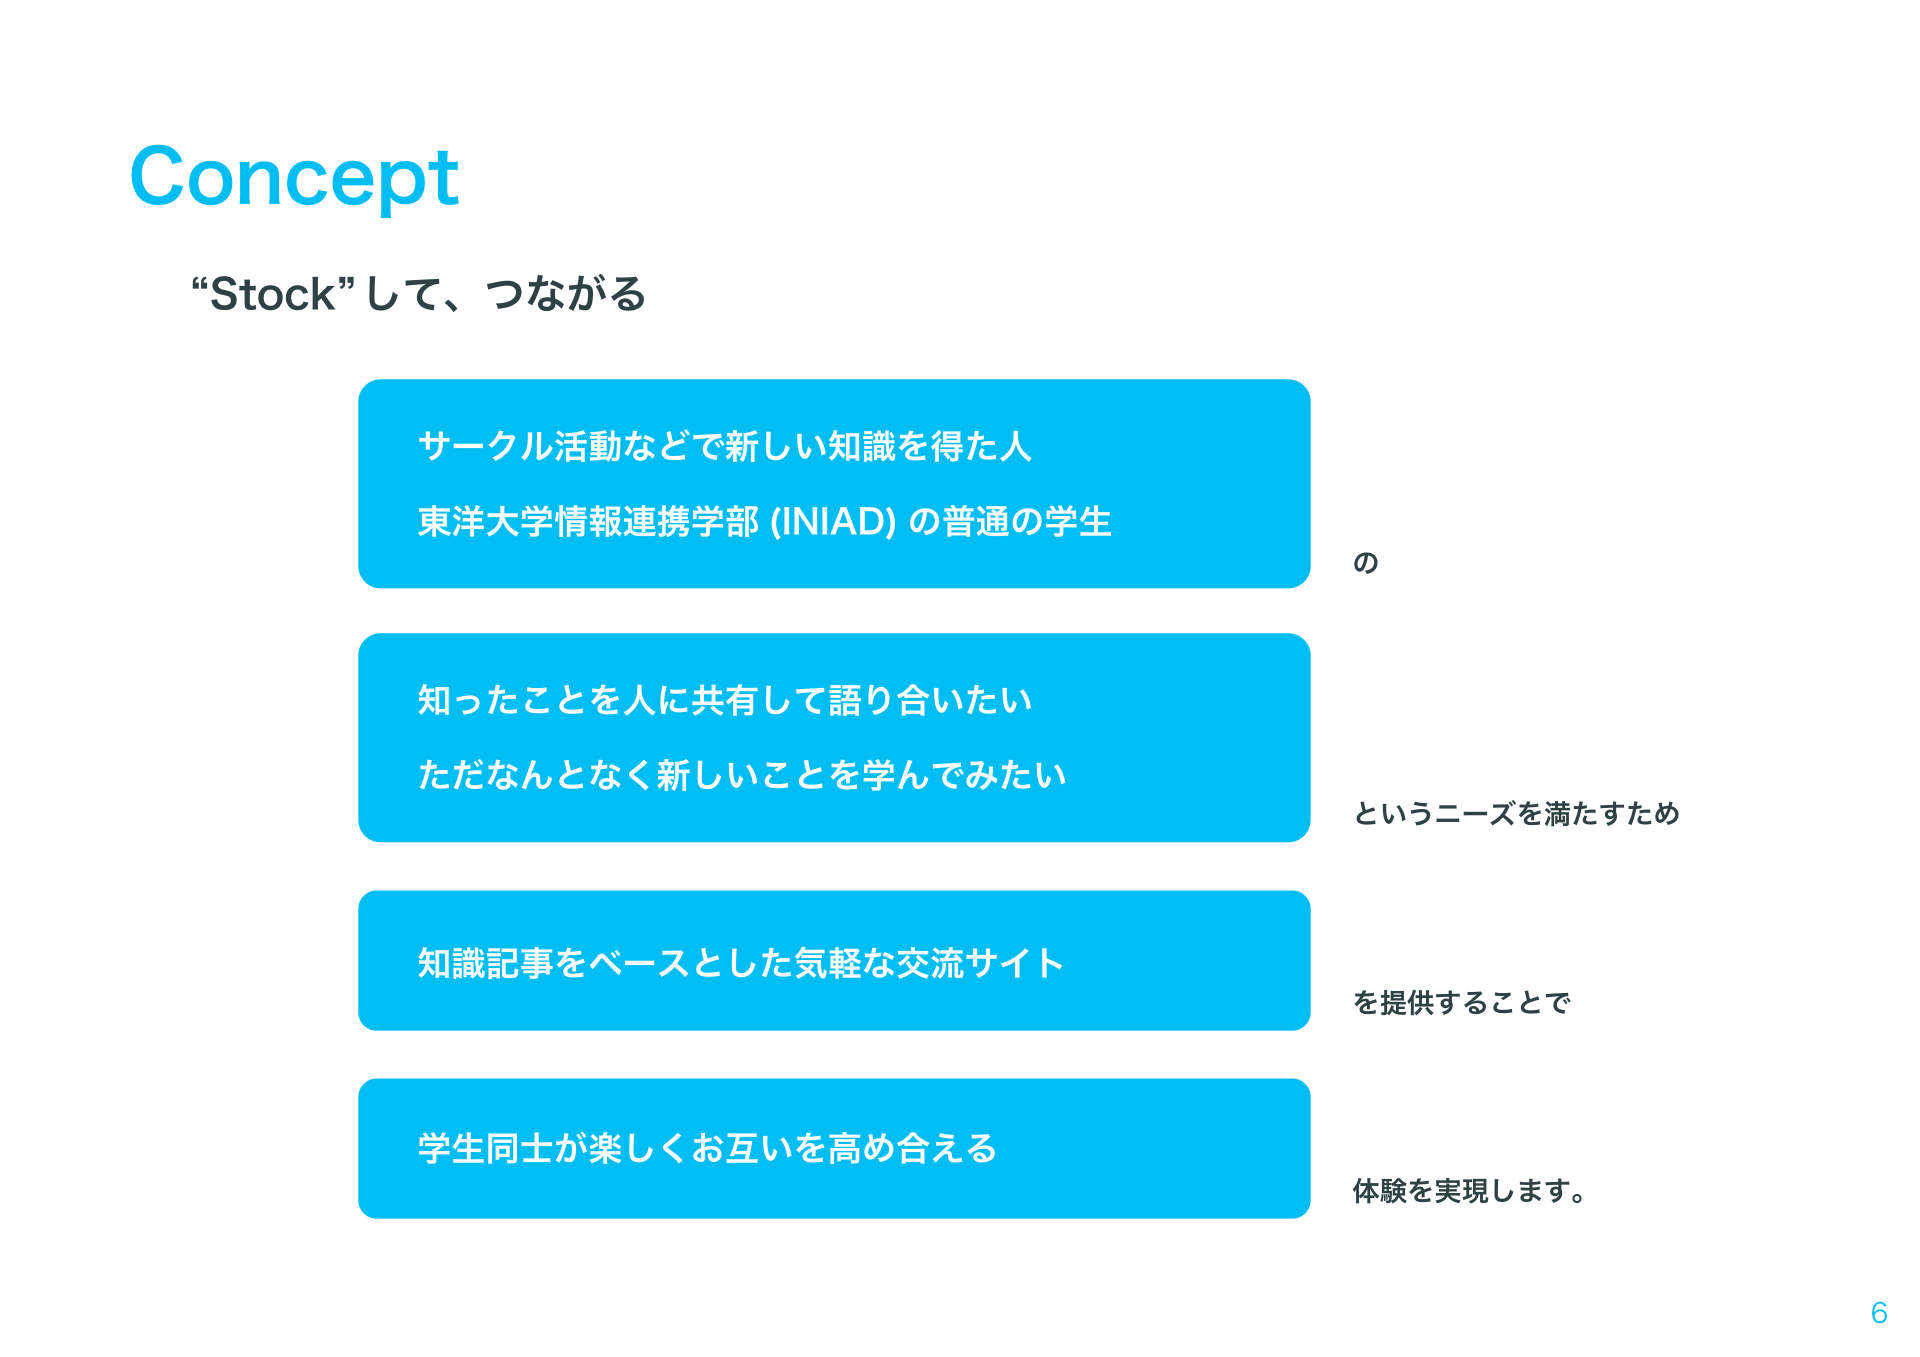 Concept
“Stock”して、つながる
サークル活動などで新しい知識を得た人
東洋大学情報連携学部 (INIAD) の普通の学生
の
知ったことを人に共有して語り合いたい
ただなんとなく新しいことを学んでみたい
というニーズを満たすため
知識記事をベースとした気軽な交流サイト
を提供することで
学生同士が楽しくお互いを高め合える
体験を実現します。
6